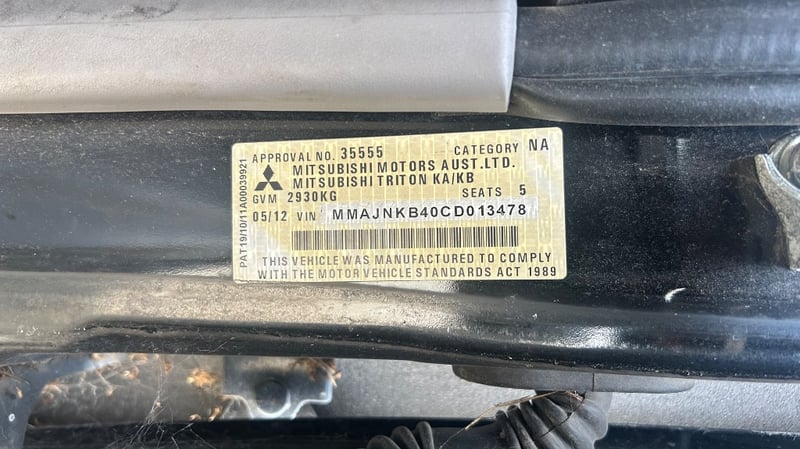 APPROVAL NO. 35555 CATEGORY NA
MITSUBISHI MOTORS AUST.LTD.
MITSUBISHI TRITON KA/KB
GVM 2930KG SEATS 5
05/12 VIN MMAJNKB40CD013478
THIS VEHICLE WAS MANUFACTURED TO COMPLY
WITH THE MOTOR VEHICLE STANDARDS ACT 1989
PAT19/10/11A00039921